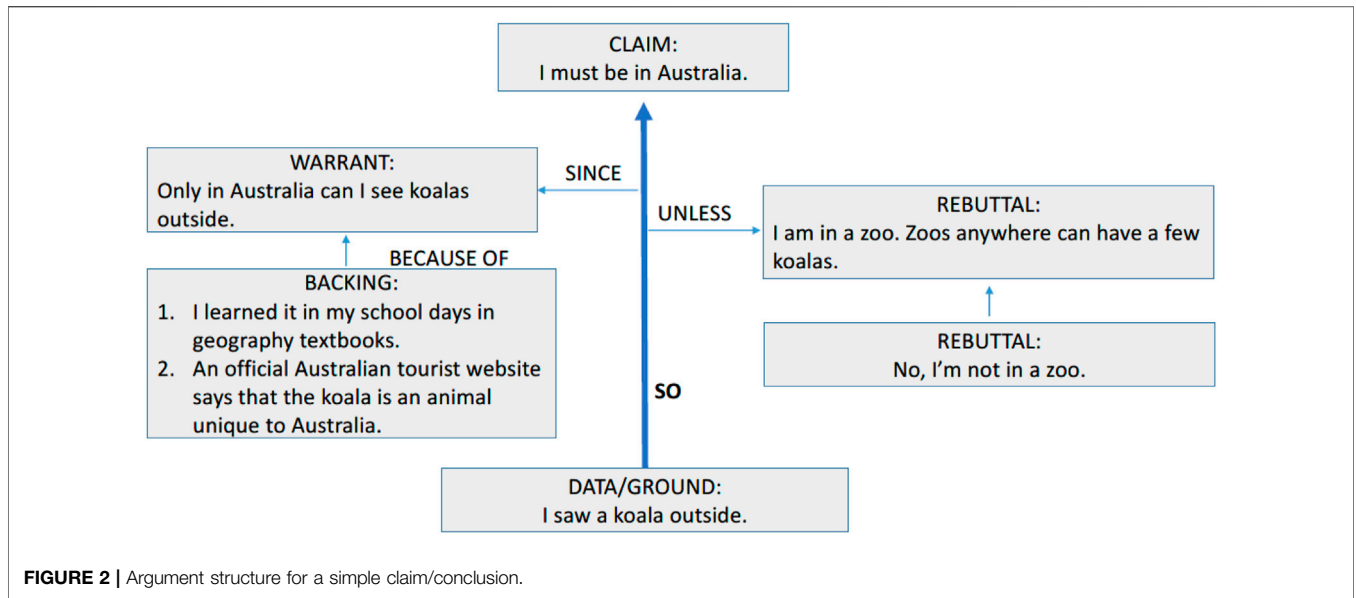 CLAIM:
I must be in Australia.
WARRANT:
Only in Australia can I see koalas
outside.
SINCE
UNLESS
REBUTTAL:
I am in a zoo. Zoos anywhere can have a few
koalas.
BECAUSE OF
BACKING:
1. I learned it in my school days in
geography textbooks.
2. An official Australian tourist website
says that the koala is an animal
unique to Australia.
REBUTTAL:
No, I'm not in a zoo.
SO
DATA/GROUND:
I saw a koala outside.
FIGURE 2 | Argument structure for a simple claim/conclusion.